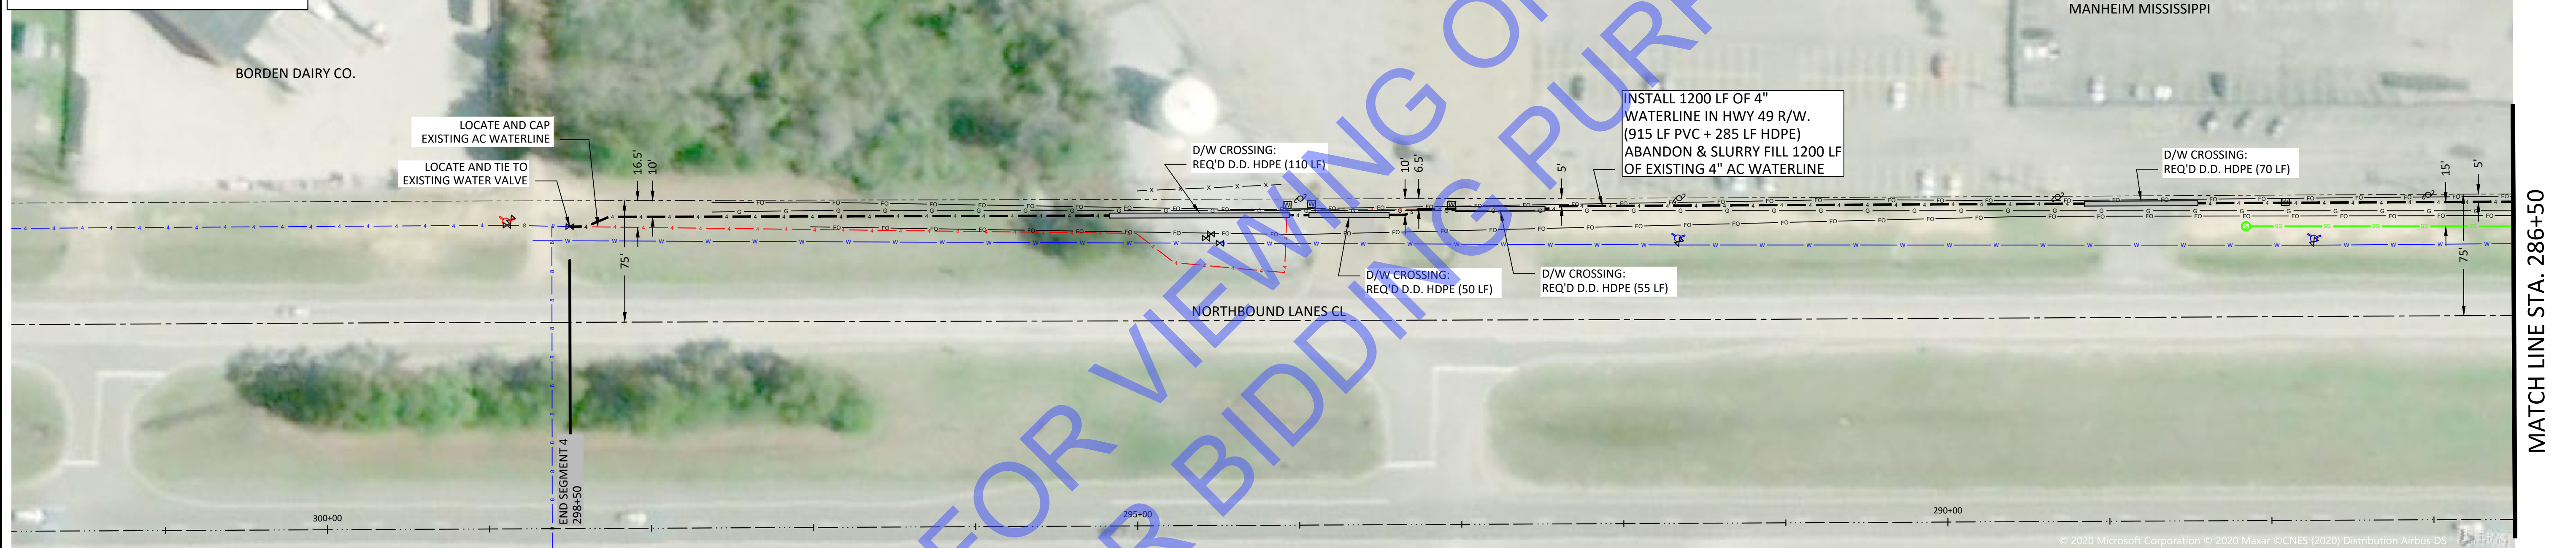 MANHEIM MISSISSIPPI
BORDEN DAIRY CO.
LOCATE AND CAP
EXISTING AC WATERLINE
LOCATE AND TIE TO
EXISTING WATER VALVE
16.5'
10'
75'
D/W CROSSING:
REQ'D D.D. HDPE (110 LF)
10'
6.5'
5'
INSTALL 1200 LF OF 4"
WATERLINE IN HWY 49 R/W.
(915 LF PVC + 285 LF HDPE)
ABANDON & SLURRY FILL 1200 LF
OF EXISTING 4" AC WATERLINE
D/W CROSSING:
REQ'D D.D. HDPE (70 LF)
15'
5'
75'
D/W CROSSING:
REQ'D D.D. HDPE (50 LF)
D/W CROSSING:
REQ'D D.D. HDPE (55 LF)
NORTHBOUND LANES CL
MATCH LINE STA. 286+50
END SEGMENT 4
298+50
300+00
295+00
290+00
FOR VIEWING
BIDDING
© 2020 Microsoft Corporation © 2020 Maxar ©CNES (2020) Distribution Airbus DS